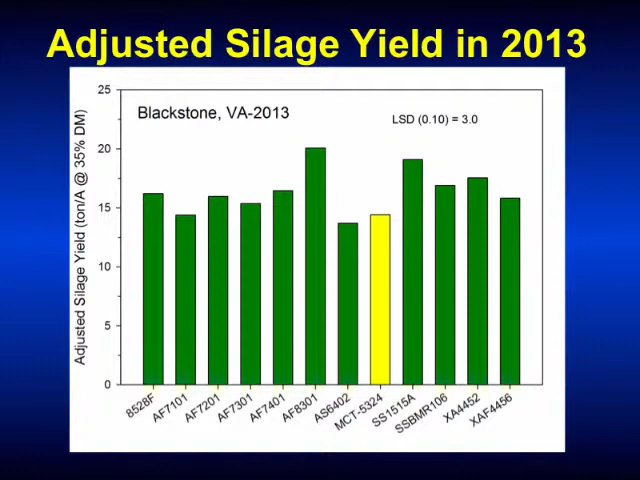 Adjusted Silage Yield in 2013
Blackstone, VA-2013
LSD (0.10) = 3.0
Adjusted Silage Yield (ton/A @ 35% DM)
25
20
15
10
5
0
8528F
AF7101
AF7201
AF7301
AF7401
AF8301
AS6402
MCT-5324
SS1515A
SSBMR106
XA4452
XAF4456